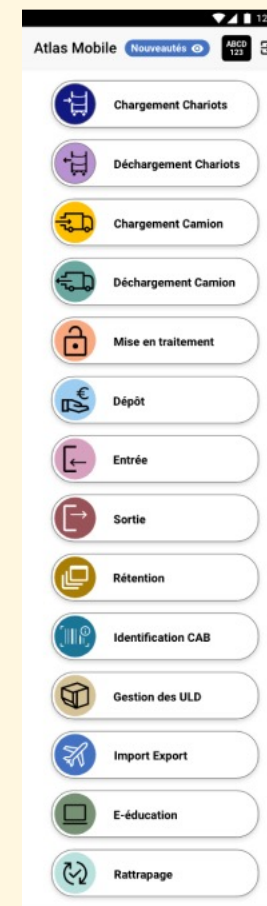 12
Atlas Mobile Nouveautés ABCD
123
Chargement Chariots
Déchargement Chariots
Chargement Camion
Déchargement Camion
Mise en traitement
Dépôt
Entrée
Sortie
Rétention
Identification CAB
Gestion des ULD
Import Export
E-éducation
Rattrapage